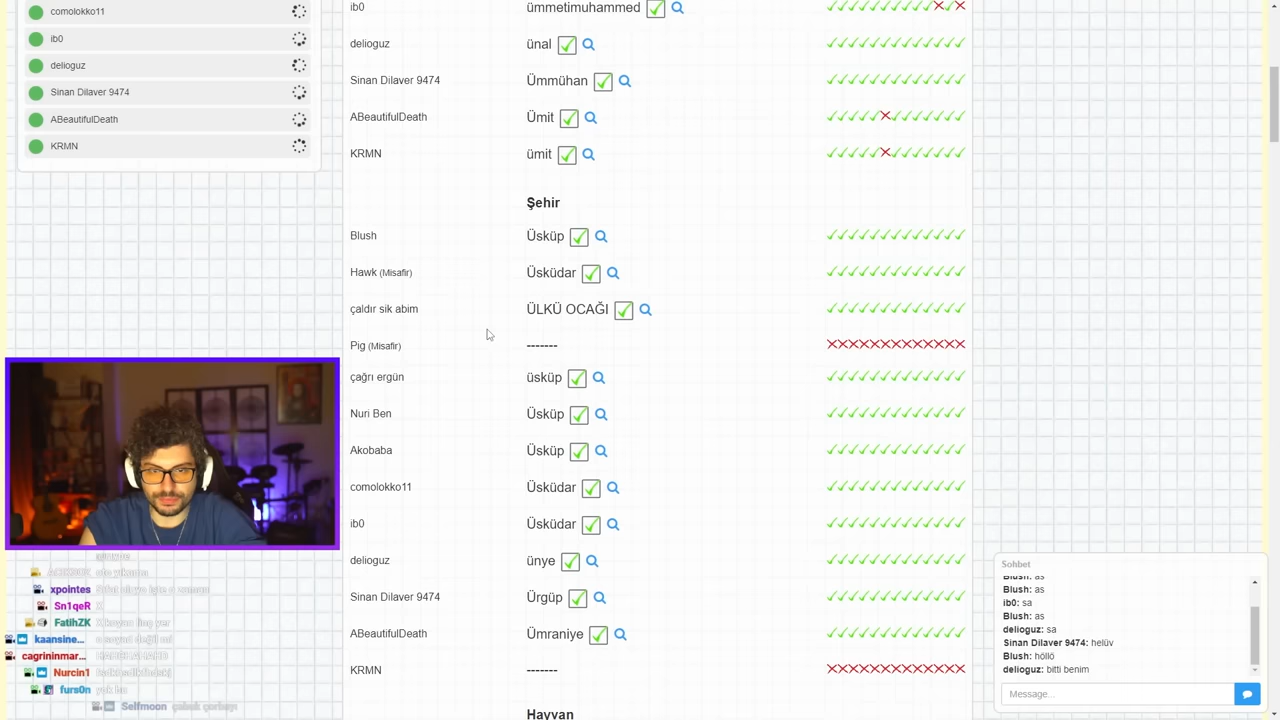 comolokko11
ib0
delioguz
Sinan Dilaver 9474
ABeautifulDeath
KRMN
ib0 ümmetimuhammed
delioguz ünal
Sinan Dilaver 9474 Ümmühan
ABeautifulDeath Ümit
KRMN ümit
Şehir
Blush Üsküp
Hawk (Misafir) Üsküdar
çaldır sik abim ÜLKÜ OCAĞI
Pig (Misafir) -------
çağrı ergün üsküp
Nuri Ben Üsküp
Akobaba Üsküp
comolokko11 Üsküdar
ib0 Üsküdar
delioguz ünye
Sinan Dilaver 9474 Ürgüp
ABeautifulDeath Ümraniye
KRMN -------
Hayvan
xpointes
Sn1qeR X
FatihZK
kaansine...
cagrininmar...
Nurcin1
furs0n
Selfmoon
Sohbet
Blush: as
Blush: as
ib0: sa
Blush: as
delioguz: sa
Sinan Dilaver 9474: helüv
Blush: höllö
delioguz: bitti benim
Message...